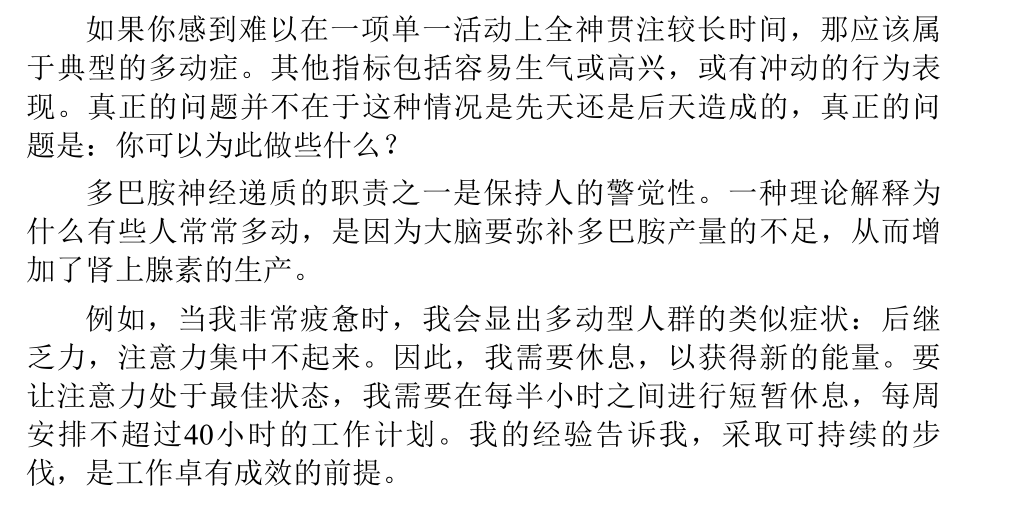 如果你感到难以在一项单一活动上全神贯注较长时间，那应该属
于典型的多动症。其他指标包括容易生气或高兴，或有冲动的行为表
现。真正的问题并不在于这种情况是先天还是后天造成的，真正的问
题是：你可以为此做些什么？
多巴胺神经递质的职责之一是保持人的警觉性。一种理论解释为
什么有些人常常多动，是因为大脑要弥补多巴胺产量的不足，从而增
加了肾上腺素的生产。
例如，当我非常疲惫时，我会显出多动型人群的类似症状：后继
乏力，注意力集中不起来。因此，我需要休息，以获得新的能量。要
让注意力处于最佳状态，我需要在每半小时之间进行短暂休息，每周
安排不超过40小时的工作计划。我的经验告诉我，采取可持续的步
伐，是工作卓有成效的前提。